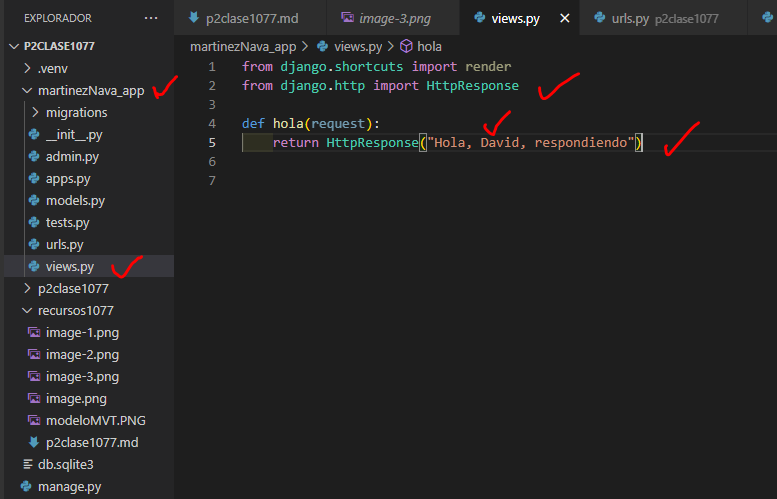 EXPLORADOR ...
P2CLASE1077
.venv
martinezNava_app
migrations
__init__.py
admin.py
apps.py
models.py
tests.py
urls.py
views.py
p2clase1077
recursos1077
image-1.png
image-2.png
image-3.png
image.png
modeloMVT.PNG
p2clase1077.md
db.sqlite3
manage.py
p2clase1077.md image-3.png views.py urls.py p2clase1077
martinezNava_app > views.py > hola
1 from django.shortcuts import render
2 from django.http import HttpResponse
3
4 def hola(request):
5 return HttpResponse("Hola, David, respondiendo")
6
7